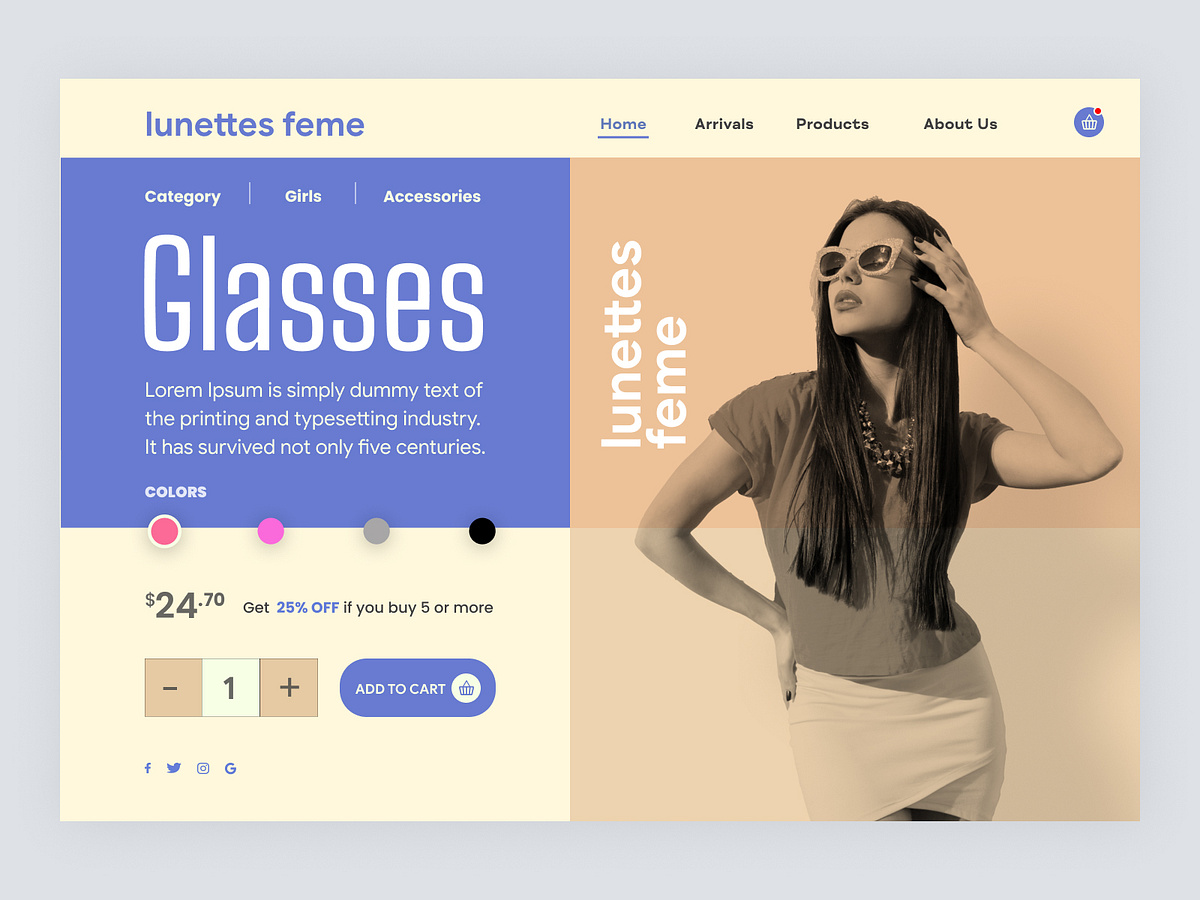 lunettes feme
Home
Arrivals
Products
About Us
Category
Girls
Accessories
Glasses
Lorem Ipsum is simply dummy text of
the printing and typesetting industry.
It has survived not only five centuries.
COLORS
$24.70
Get 25% OFF if you buy 5 or more
- 1 +
ADD TO CART
lunettes
feme